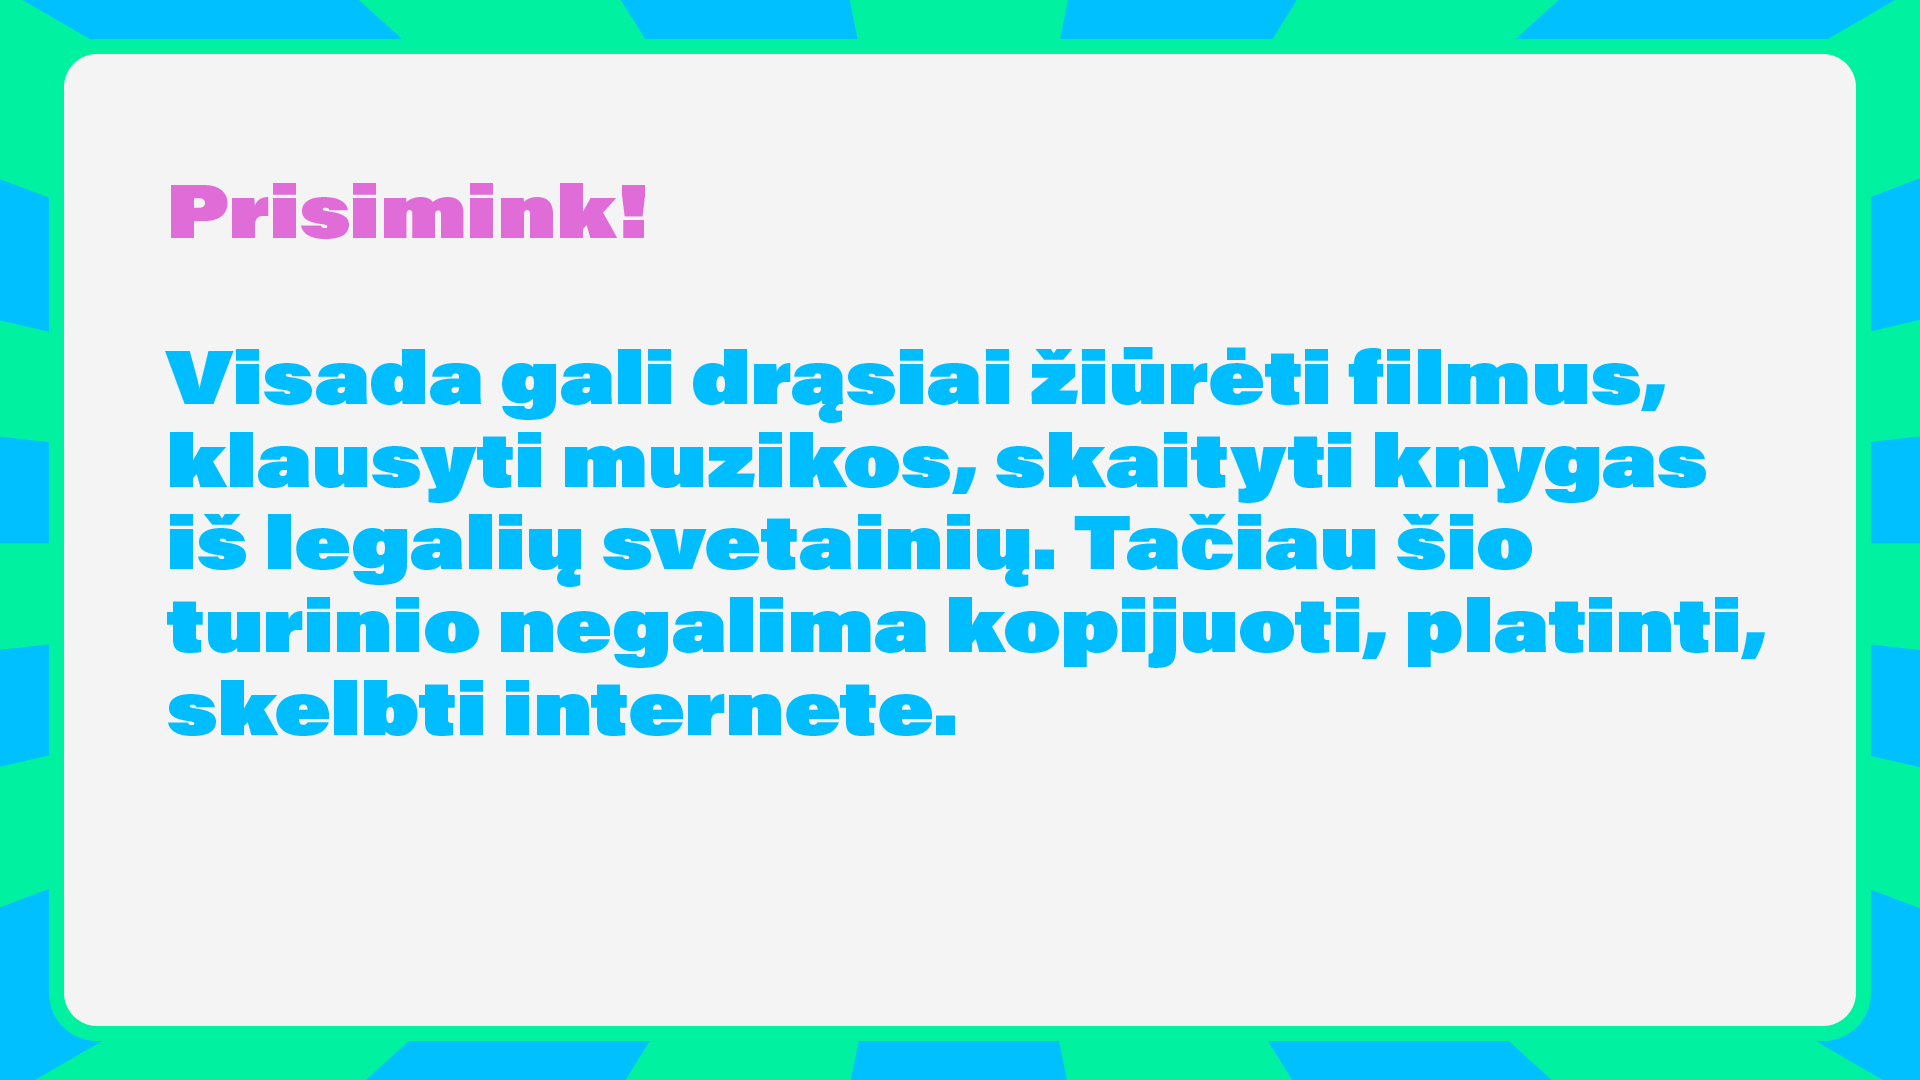 Prisimink!
Visada gali drąsiai žiūrėti filmus,
klausyti muzikos, skaityti knygas
iš legalių svetainių. Tačiau šio
turinio negalima kopijuoti, platinti,
skelbti internete.